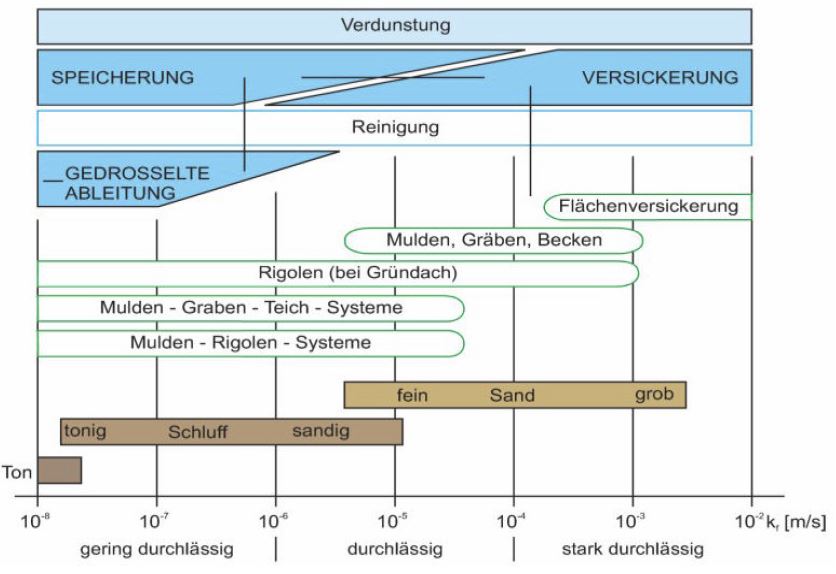 Verdunstung
SPEICHERUNG
VERSICKERUNG
Reinigung
GEDROSSELTE
ABLEITUNG
Flächenversickerung
Mulden, Gräben, Becken
Rigolen (bei Gründach)
Mulden - Graben - Teich - Systeme
Mulden - Rigolen - Systeme
fein Sand grob
tonig Schluff sandig
Ton
10⁻⁸ 10⁻⁷ 10⁻⁶ 10⁻⁵ 10⁻⁴ 10⁻³ 10⁻² kf [m/s]
gering durchlässig durchlässig stark durchlässig